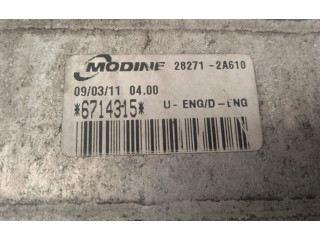 MODINE 28271-2A610
09/03/11 04.00
*6714315* U-ENG/D-ENG